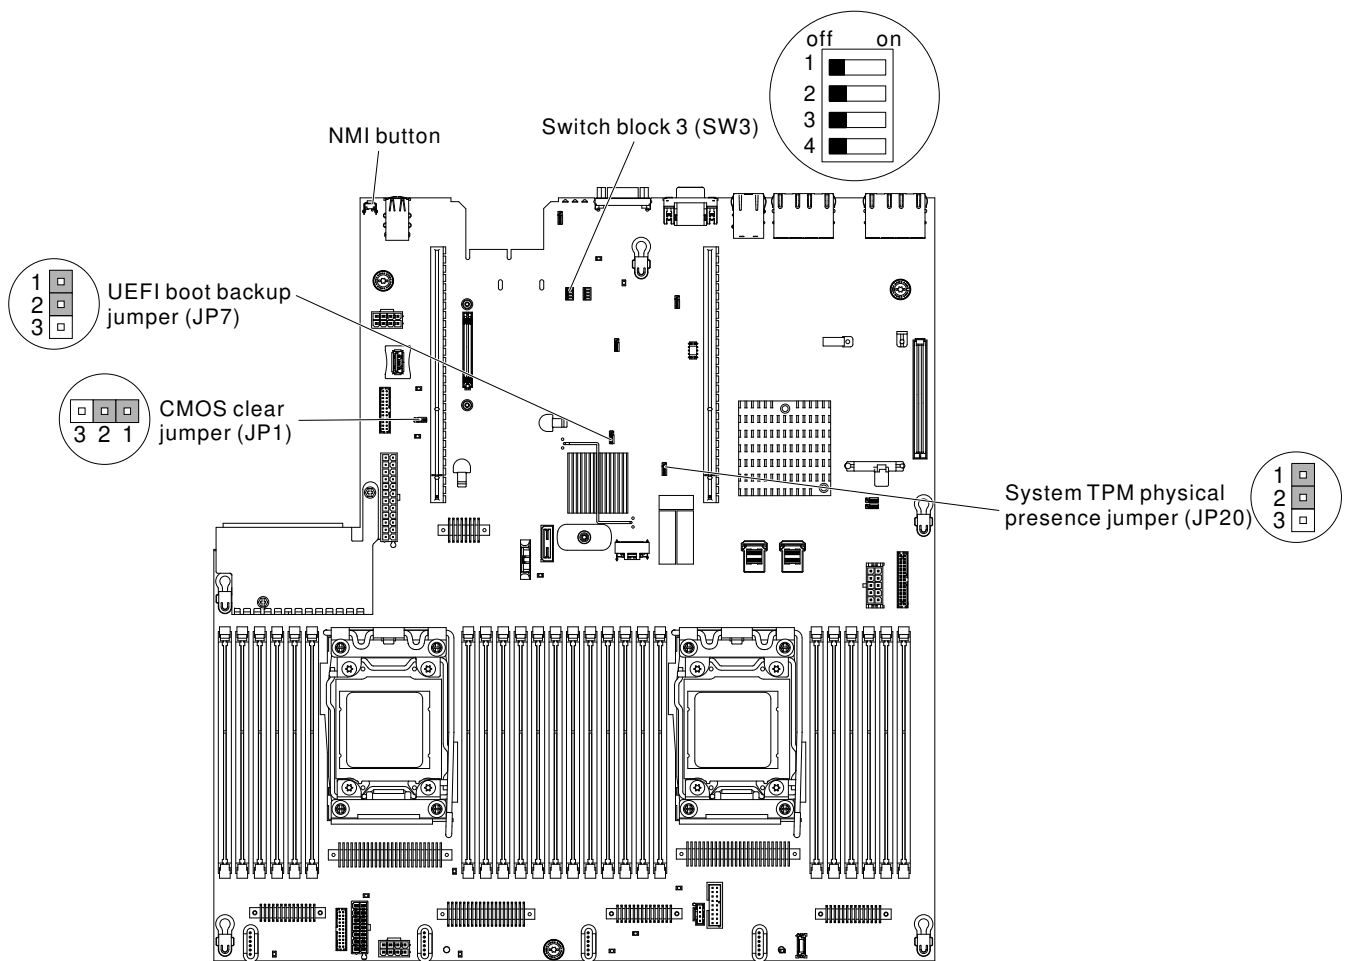 off on
1
2
3
4
Switch block 3 (SW3)
NMI button
1
2
3
UEFI boot backup
jumper (JP7)
CMOS clear
jumper (JP1)
3 2 1
System TPM physical
presence jumper (JP20)
1
2
3